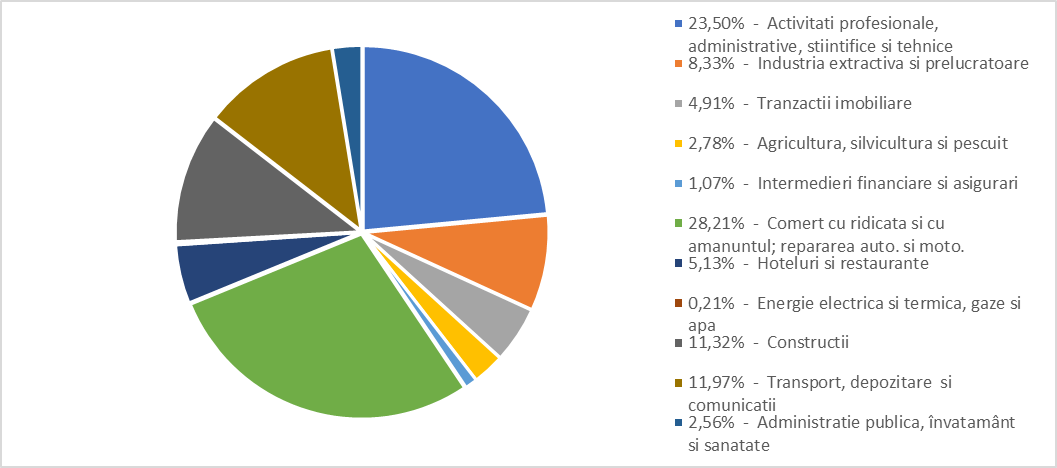 23,50%  -  Activitati profesionale,
administrative, stiintifice si tehnice
8,33%  -  Industria extractiva si prelucratoare
4,91%  -  Tranzactii imobiliare
2,78%  -  Agricultura, silvicultura si pescuit
1,07%  -  Intermedieri financiare si asigurari
28,21%  -  Comert cu ridicata si cu
amanuntul; repararea auto. si moto.
5,13%  -  Hoteluri si restaurante
0,21%  -  Energie electrica si termica, gaze si
apa
11,32%  -  Constructii
11,97%  -  Transport, depozitare  si
comunicatii
2,56%  -  Administratie publica, învatamânt
si sanatate